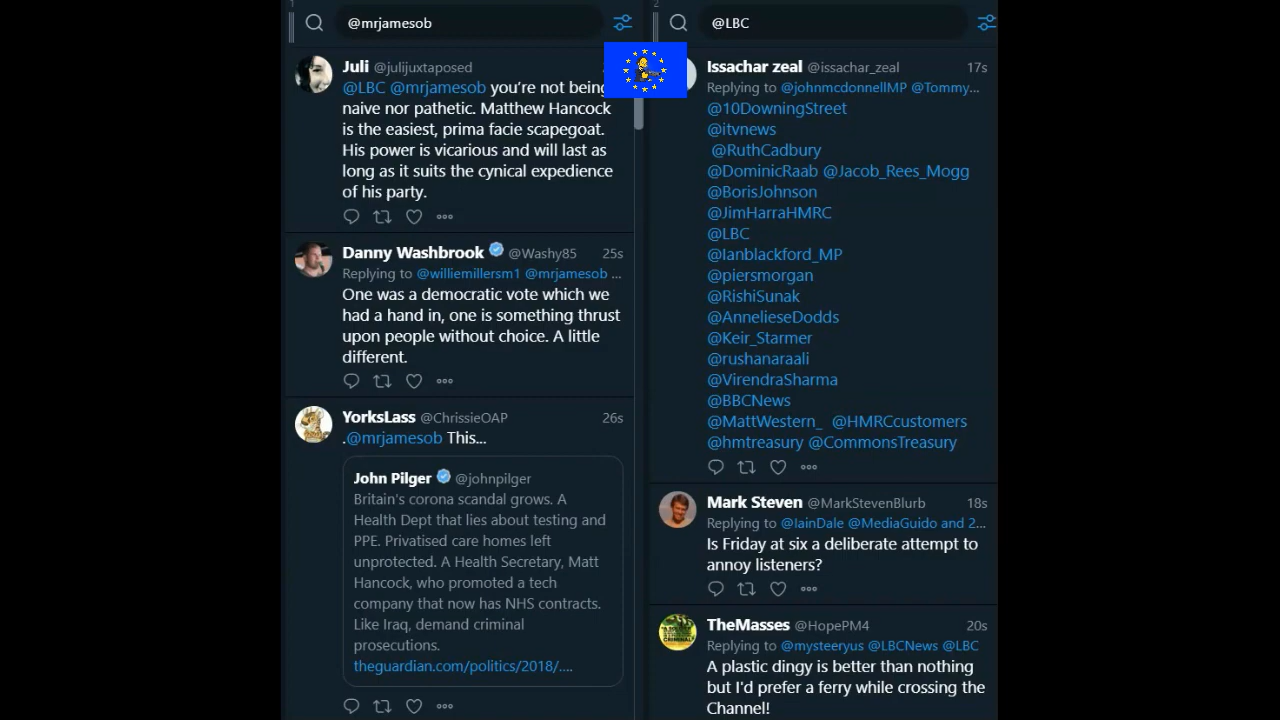 1
@mrjamesob
Juli @julijuxtaposed
@LBC @mrjamesob you're not being
naive nor pathetic. Matthew Hancock
is the easiest, prima facie scapegoat.
His power is vicarious and will last as
long as it suits the cynical expedience
of his party.
Danny Washbrook @Washy85 25s
Replying to @williemillersm1 @mrjamesob ...
One was a democratic vote which we
had a hand in, one is something thrust
upon people without choice. A little
different.
YorksLass @ChrissieOAP 26s
.@mrjamesob This...
John Pilger @johnpilger
Britain's corona scandal grows. A
Health Dept that lies about testing and
PPE. Privatised care homes left
unprotected. A Health Secretary, Matt
Hancock, who promoted a tech
company that now has NHS contracts.
Like Iraq, demand criminal
prosecutions.
theguardian.com/politics/2018/....
2
@LBC
Issachar zeal @issachar_zeal 17s
Replying to @johnmcdonnellMP @Tommy...
@10DowningStreet
@itvnews
@RuthCadbury
@DominicRaab @Jacob_Rees_Mogg
@BorisJohnson
@JimHarraHMRC
@LBC
@Ianblackford_MP
@piersmorgan
@RishiSunak
@AnnelieseDodds
@Keir_Starmer
@rushanaraali
@VirendraSharma
@BBCNews
@MattWestern_ @HMRCcustomers
@hmtreasury @CommonsTreasury
Mark Steven @MarkStevenBlurb 18s
Replying to @IainDale @MediaGuido and 2...
Is Friday at six a deliberate attempt to
annoy listeners?
TheMasses @HopePM4 20s
Replying to @mysteeryus @LBCNews @LBC
A plastic dingy is better than nothing
but I'd prefer a ferry while crossing the
Channel!